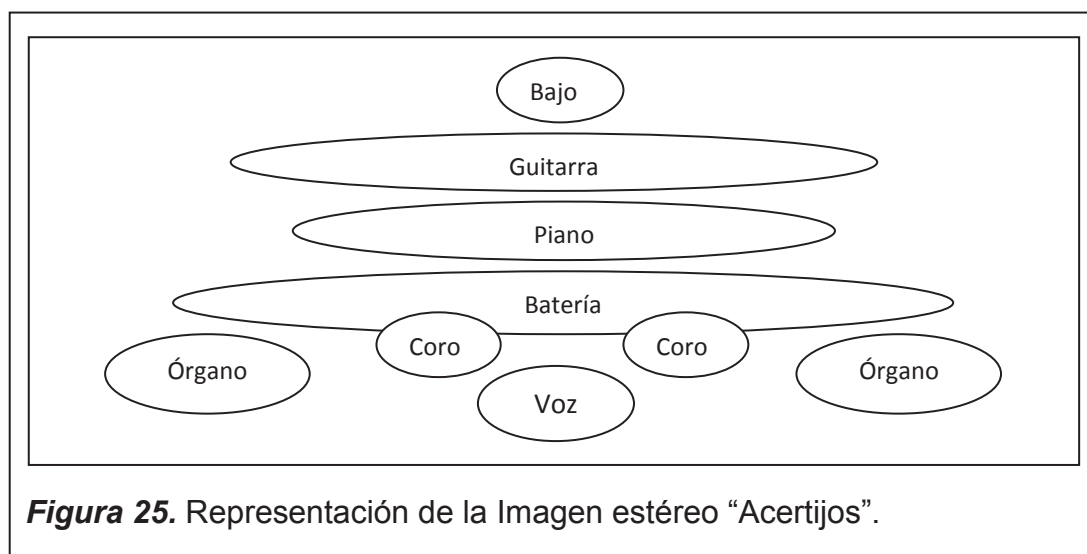 Bajo
Guitarra
Piano
Batería
Coro Coro
Órgano Órgano
Voz
Figura 25. Representación de la Imagen estéreo “Acertijos”.